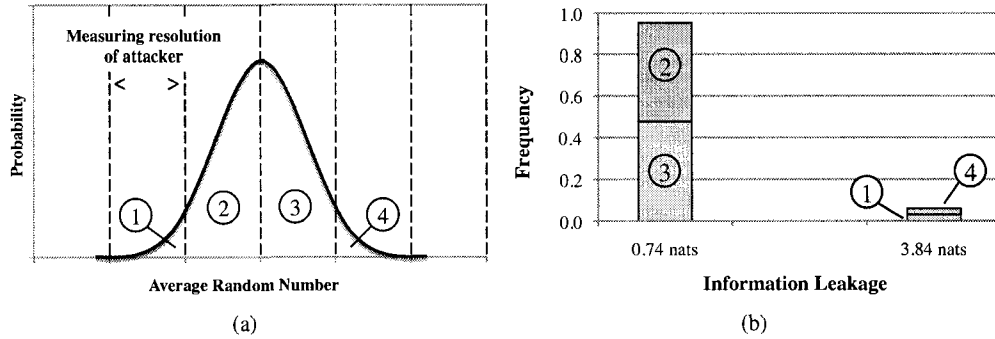 Measuring resolution
of attacker
< >
Probability
1
2
3
4
Average Random Number
(a)
1.0
0.8
0.6
0.4
0.2
0.0
Frequency
2
3
1
4
0.74 nats
3.84 nats
Information Leakage
(b)